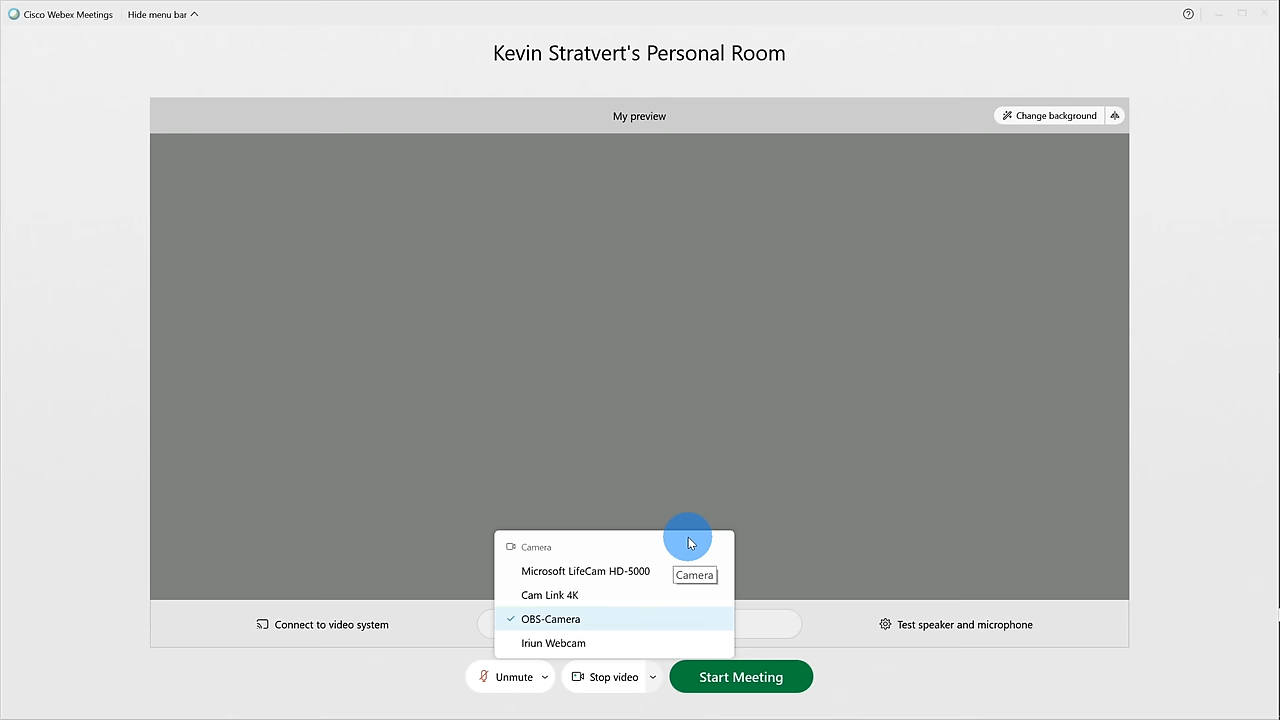 Cisco Webex Meetings
Hide menu bar
Kevin Stratvert's Personal Room
My preview
Change background
Camera
Microsoft LifeCam HD-5000
Camera
Cam Link 4K
OBS-Camera
Iriun Webcam
Connect to video system
Test speaker and microphone
Unmute
Stop video
Start Meeting